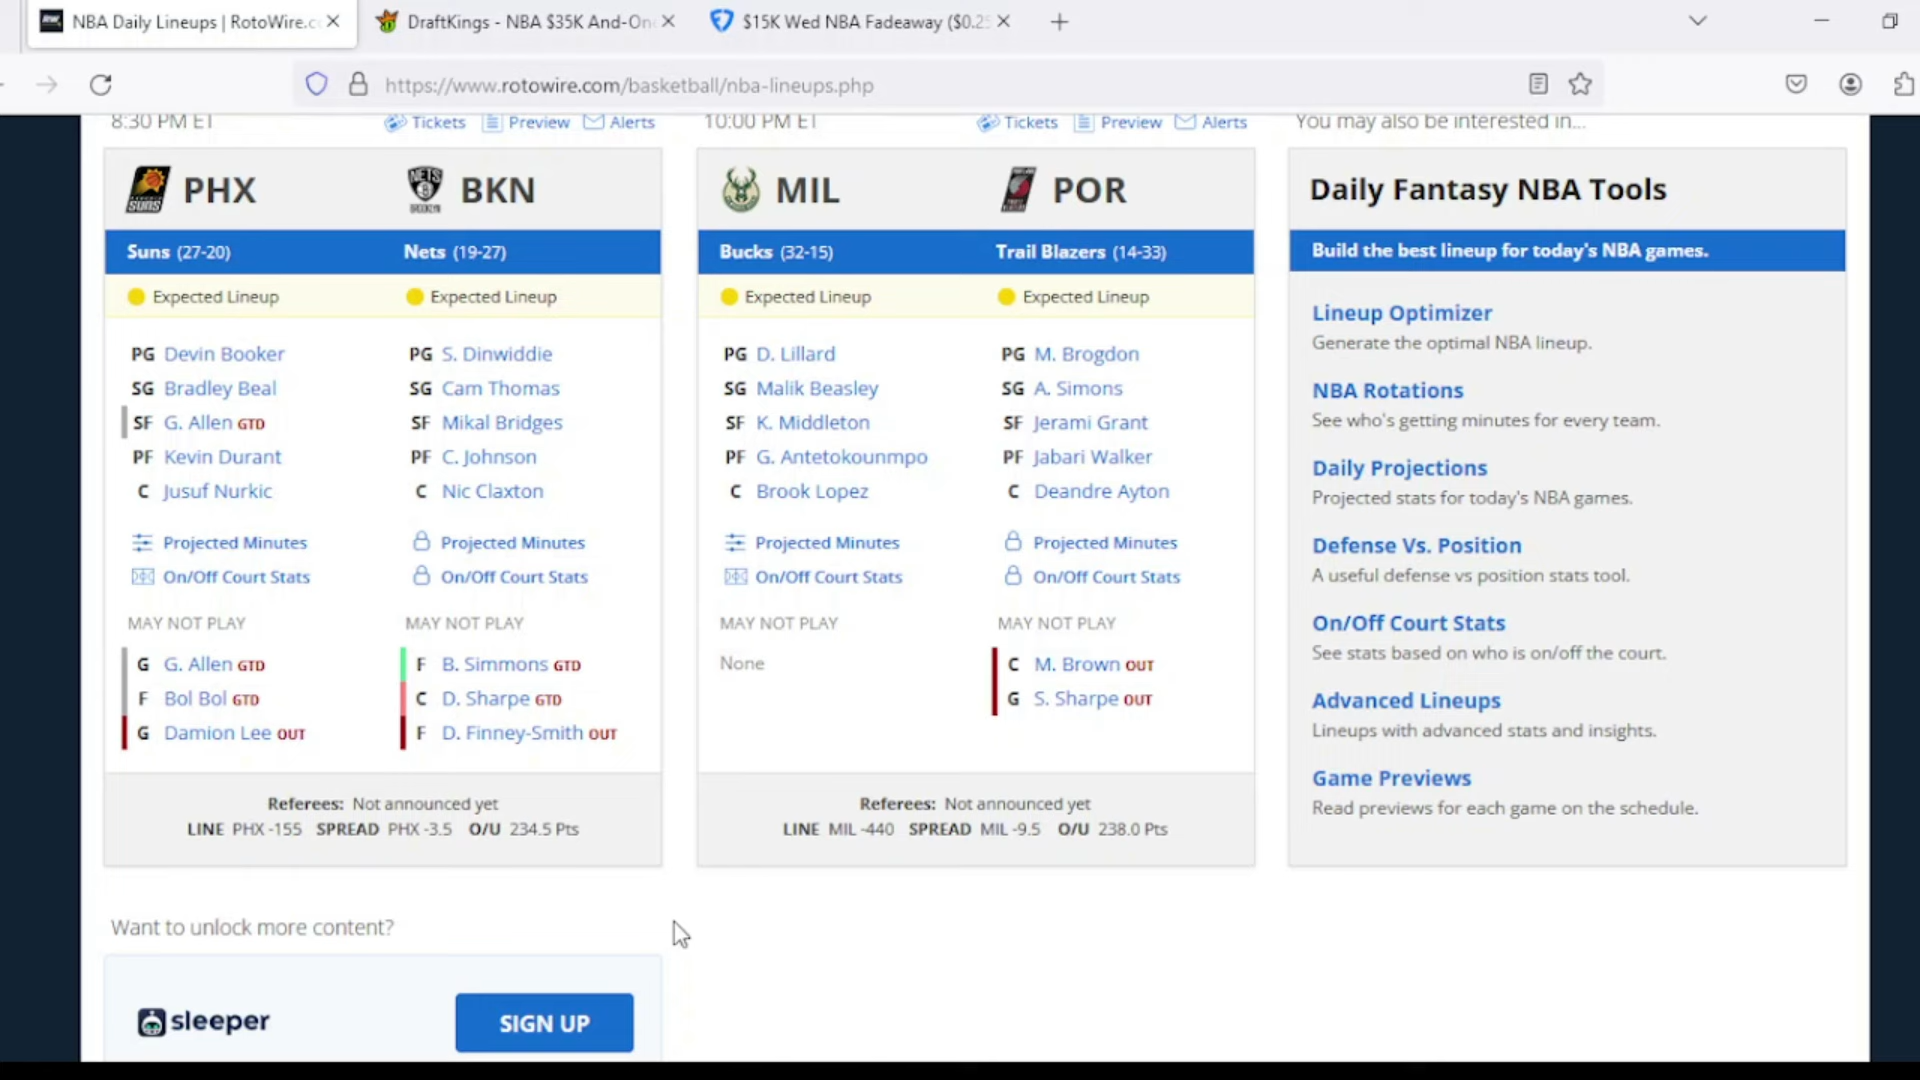 NBA Daily Lineups | RotoWire.c
DraftKings - NBA $35K And-On
$15K Wed NBA Fadeaway ($0.25
https://www.rotowire.com/basketball/nba-lineups.php
8:30 PM ET Tickets Preview Alerts
10:00 PM ET Tickets Preview Alerts
You may also be interested in...
PHX BKN
Suns (27-20) Nets (19-27)
Expected Lineup Expected Lineup
PG Devin Booker PG S. Dinwiddie
SG Bradley Beal SG Cam Thomas
SF G. Allen GTD SF Mikal Bridges
PF Kevin Durant PF C. Johnson
C Jusuf Nurkic C Nic Claxton
Projected Minutes Projected Minutes
On/Off Court Stats On/Off Court Stats
MAY NOT PLAY MAY NOT PLAY
G G. Allen GTD F B. Simmons GTD
F Bol Bol GTD C D. Sharpe GTD
G Damion Lee OUT F D. Finney-Smith OUT
Referees: Not announced yet
LINE PHX -155 SPREAD PHX -3.5 O/U 234.5 Pts
MIL POR
Bucks (32-15) Trail Blazers (14-33)
Expected Lineup Expected Lineup
PG D. Lillard PG M. Brogdon
SG Malik Beasley SG A. Simons
SF K. Middleton SF Jerami Grant
PF G. Antetokounmpo PF Jabari Walker
C Brook Lopez C Deandre Ayton
Projected Minutes Projected Minutes
On/Off Court Stats On/Off Court Stats
MAY NOT PLAY MAY NOT PLAY
None C M. Brown OUT
G S. Sharpe OUT
Referees: Not announced yet
LINE MIL -440 SPREAD MIL -9.5 O/U 238.0 Pts
Daily Fantasy NBA Tools
Build the best lineup for today's NBA games.
Lineup Optimizer
Generate the optimal NBA lineup.
NBA Rotations
See who's getting minutes for every team.
Daily Projections
Projected stats for today's NBA games.
Defense Vs. Position
A useful defense vs position stats tool.
On/Off Court Stats
See stats based on who is on/off the court.
Advanced Lineups
Lineups with advanced stats and insights.
Game Previews
Read previews for each game on the schedule.
Want to unlock more content?
sleeper SIGN UP